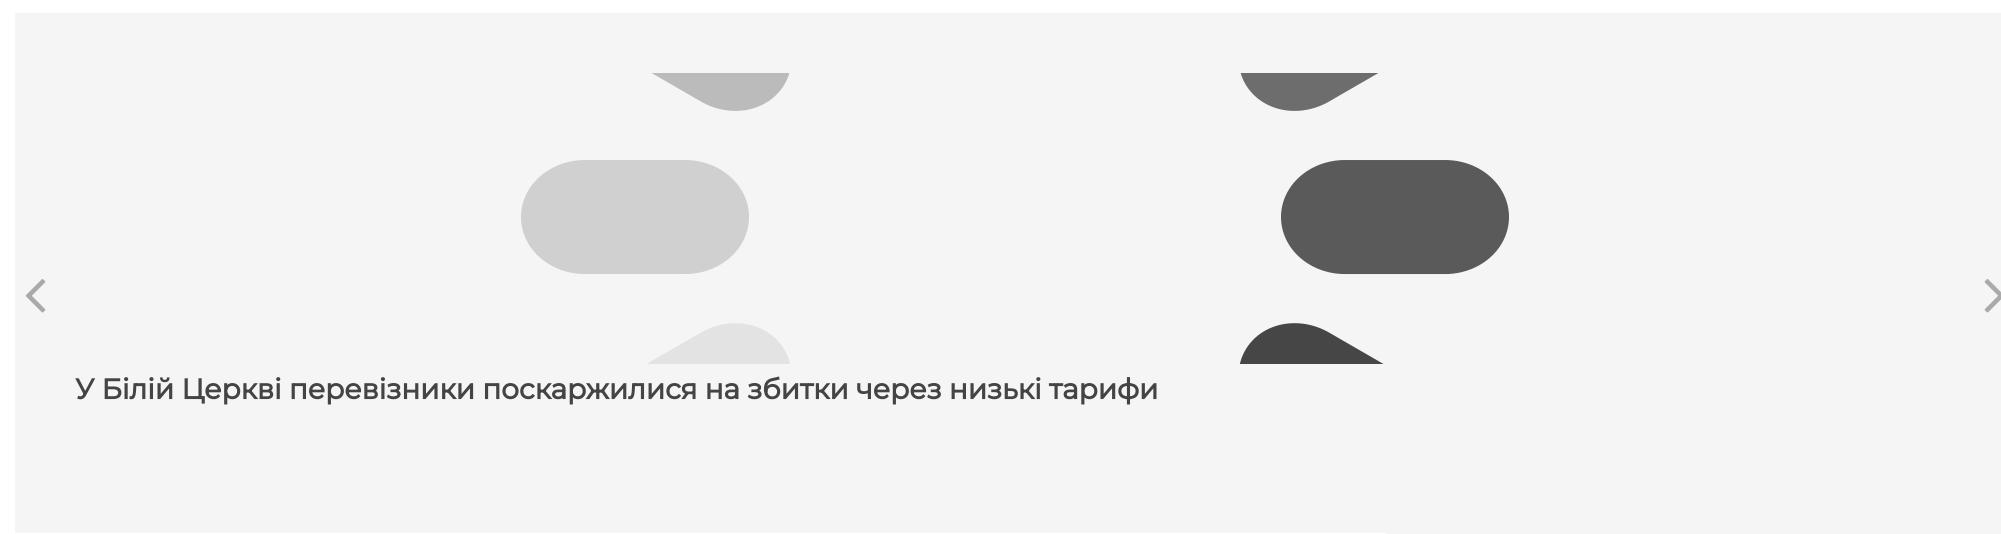 У Білій Церкві перевізники поскаржилися на збитки через низькі тарифи